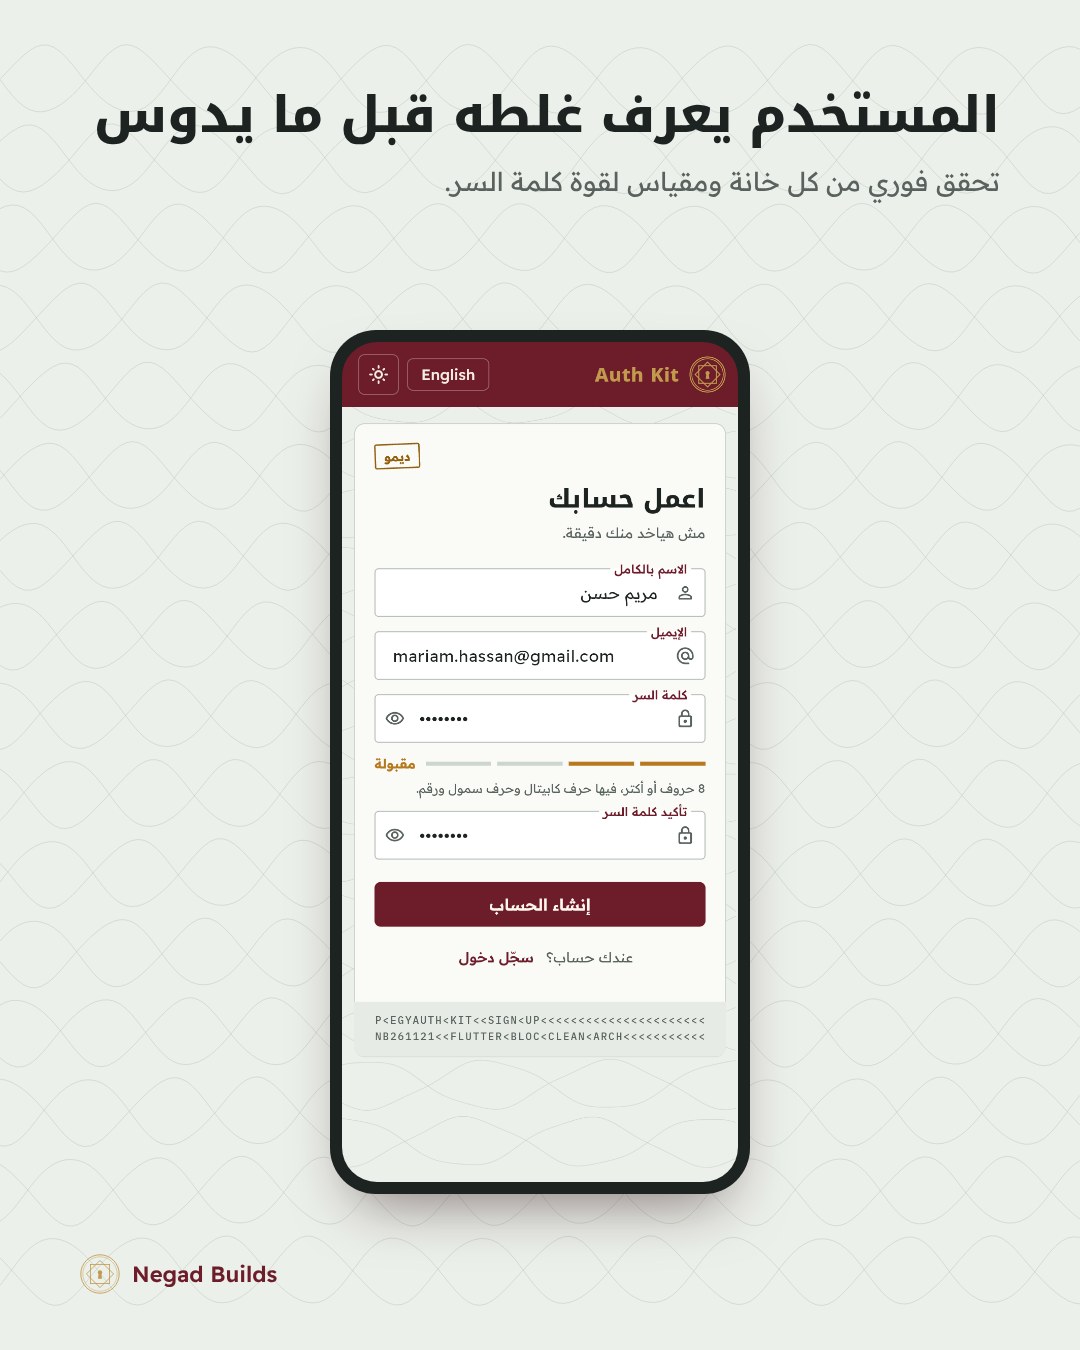 المستخدم يعرف غلطه قبل ما يدوس
تحقق فوري من كل خانة ومقياس لقوة كلمة السر.
Auth Kit
English
ديمو
اعمل حسابك
مش هياخد منك دقيقة.
الاسم بالكامل
مريم حسن
الإيميل
mariam.hassan@gmail.com
كلمة السر
••••••••
مقبولة
8 حروف أو أكتر، فيها حرف كابيتال وحرف سمول ورقم.
تأكيد كلمة السر
••••••••
إنشاء الحساب
عندك حساب؟ سجّل دخول
P<EGYAUTH<KIT<<SIGN<UP<<<<<<<<<<<<<<<<<<<<<<
NB261121<<FLUTTER<BLOC<CLEAN<ARCH<<<<<<<<<<<
Negad Builds